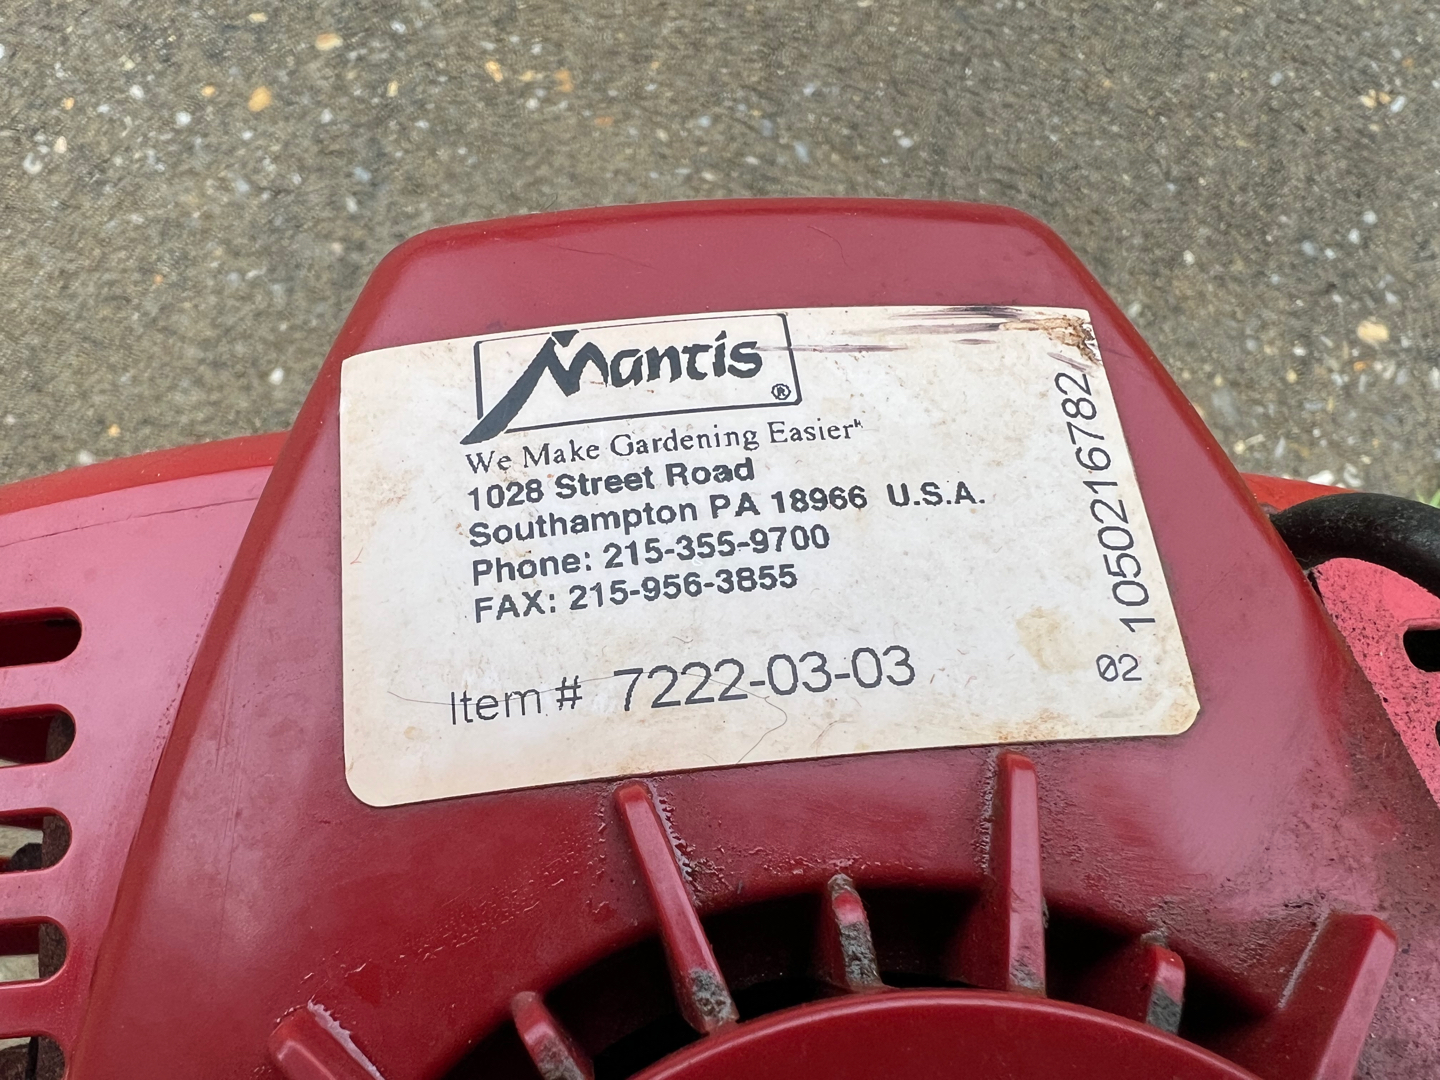 Mantis®
We Make Gardening Easier
1028 Street Road
Southampton PA 18966 U.S.A.
Phone: 215-355-9700
FAX: 215-956-3855
Item # 7222-03-03
02 1050216782